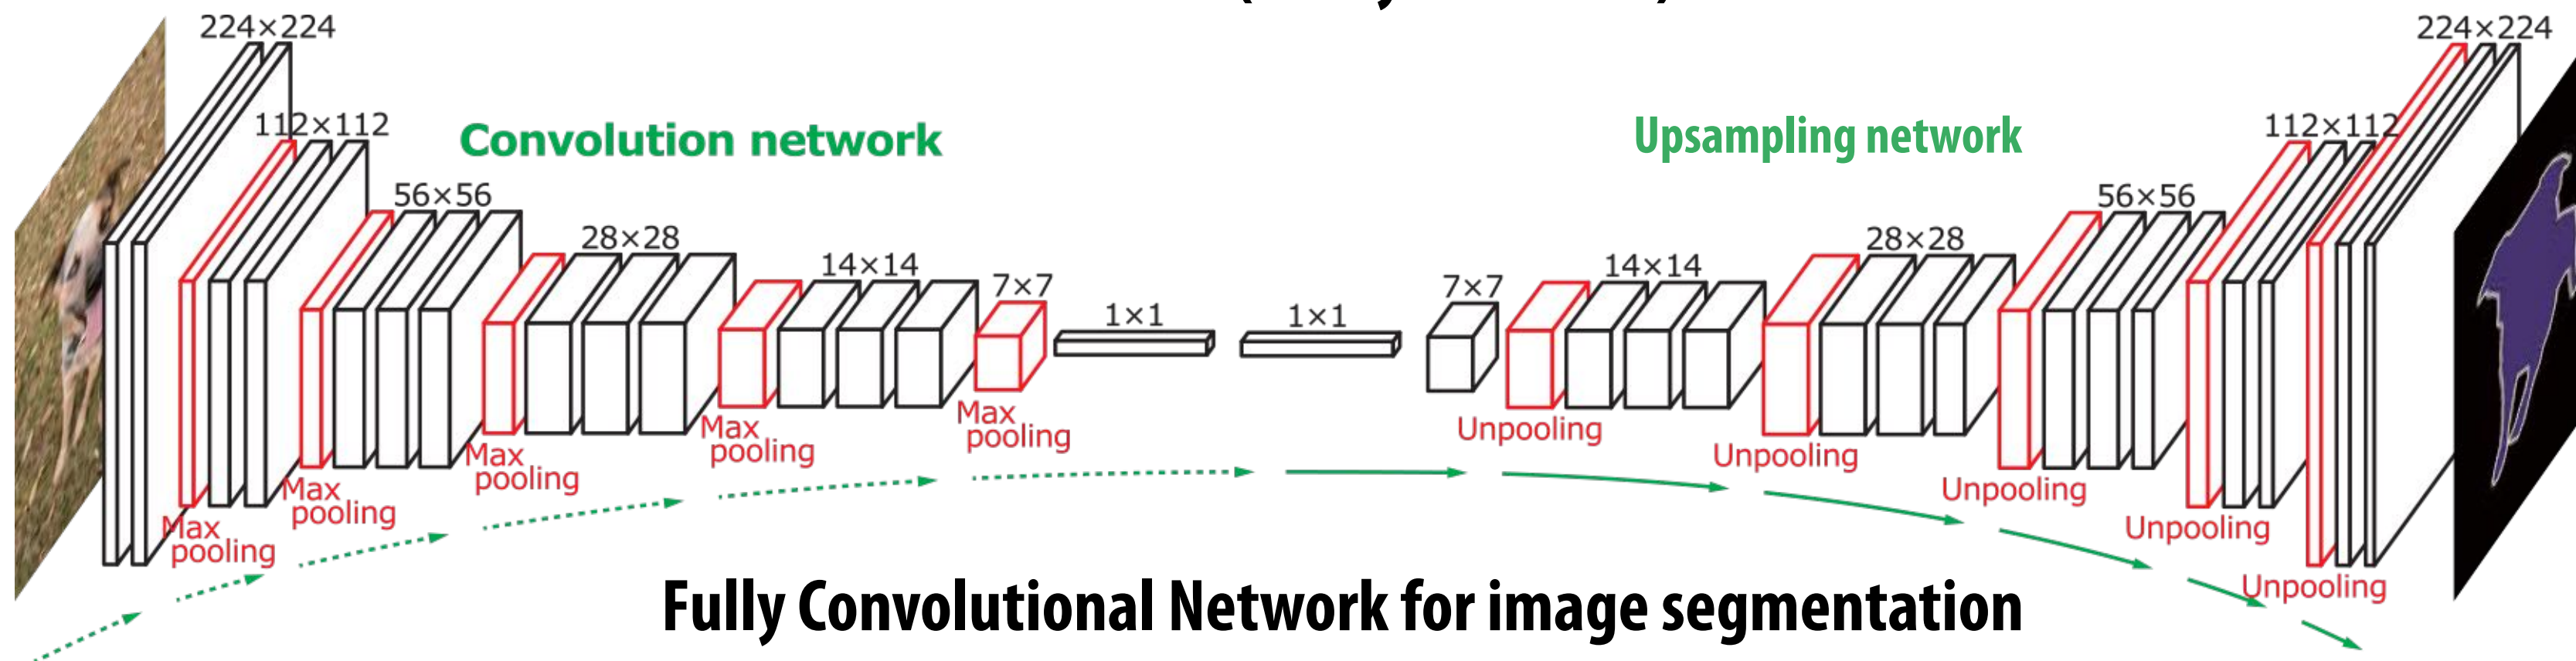 224×224
112×112
Convolution network
56×56
28×28
14×14
7×7
1×1
1×1
7×7
14×14
28×28
56×56
112×112
224×224
Upsampling network
Max
pooling
Max
pooling
Max
pooling
Max
pooling
Max
pooling
Unpooling
Unpooling
Unpooling
Unpooling
Unpooling
Fully Convolutional Network for image segmentation